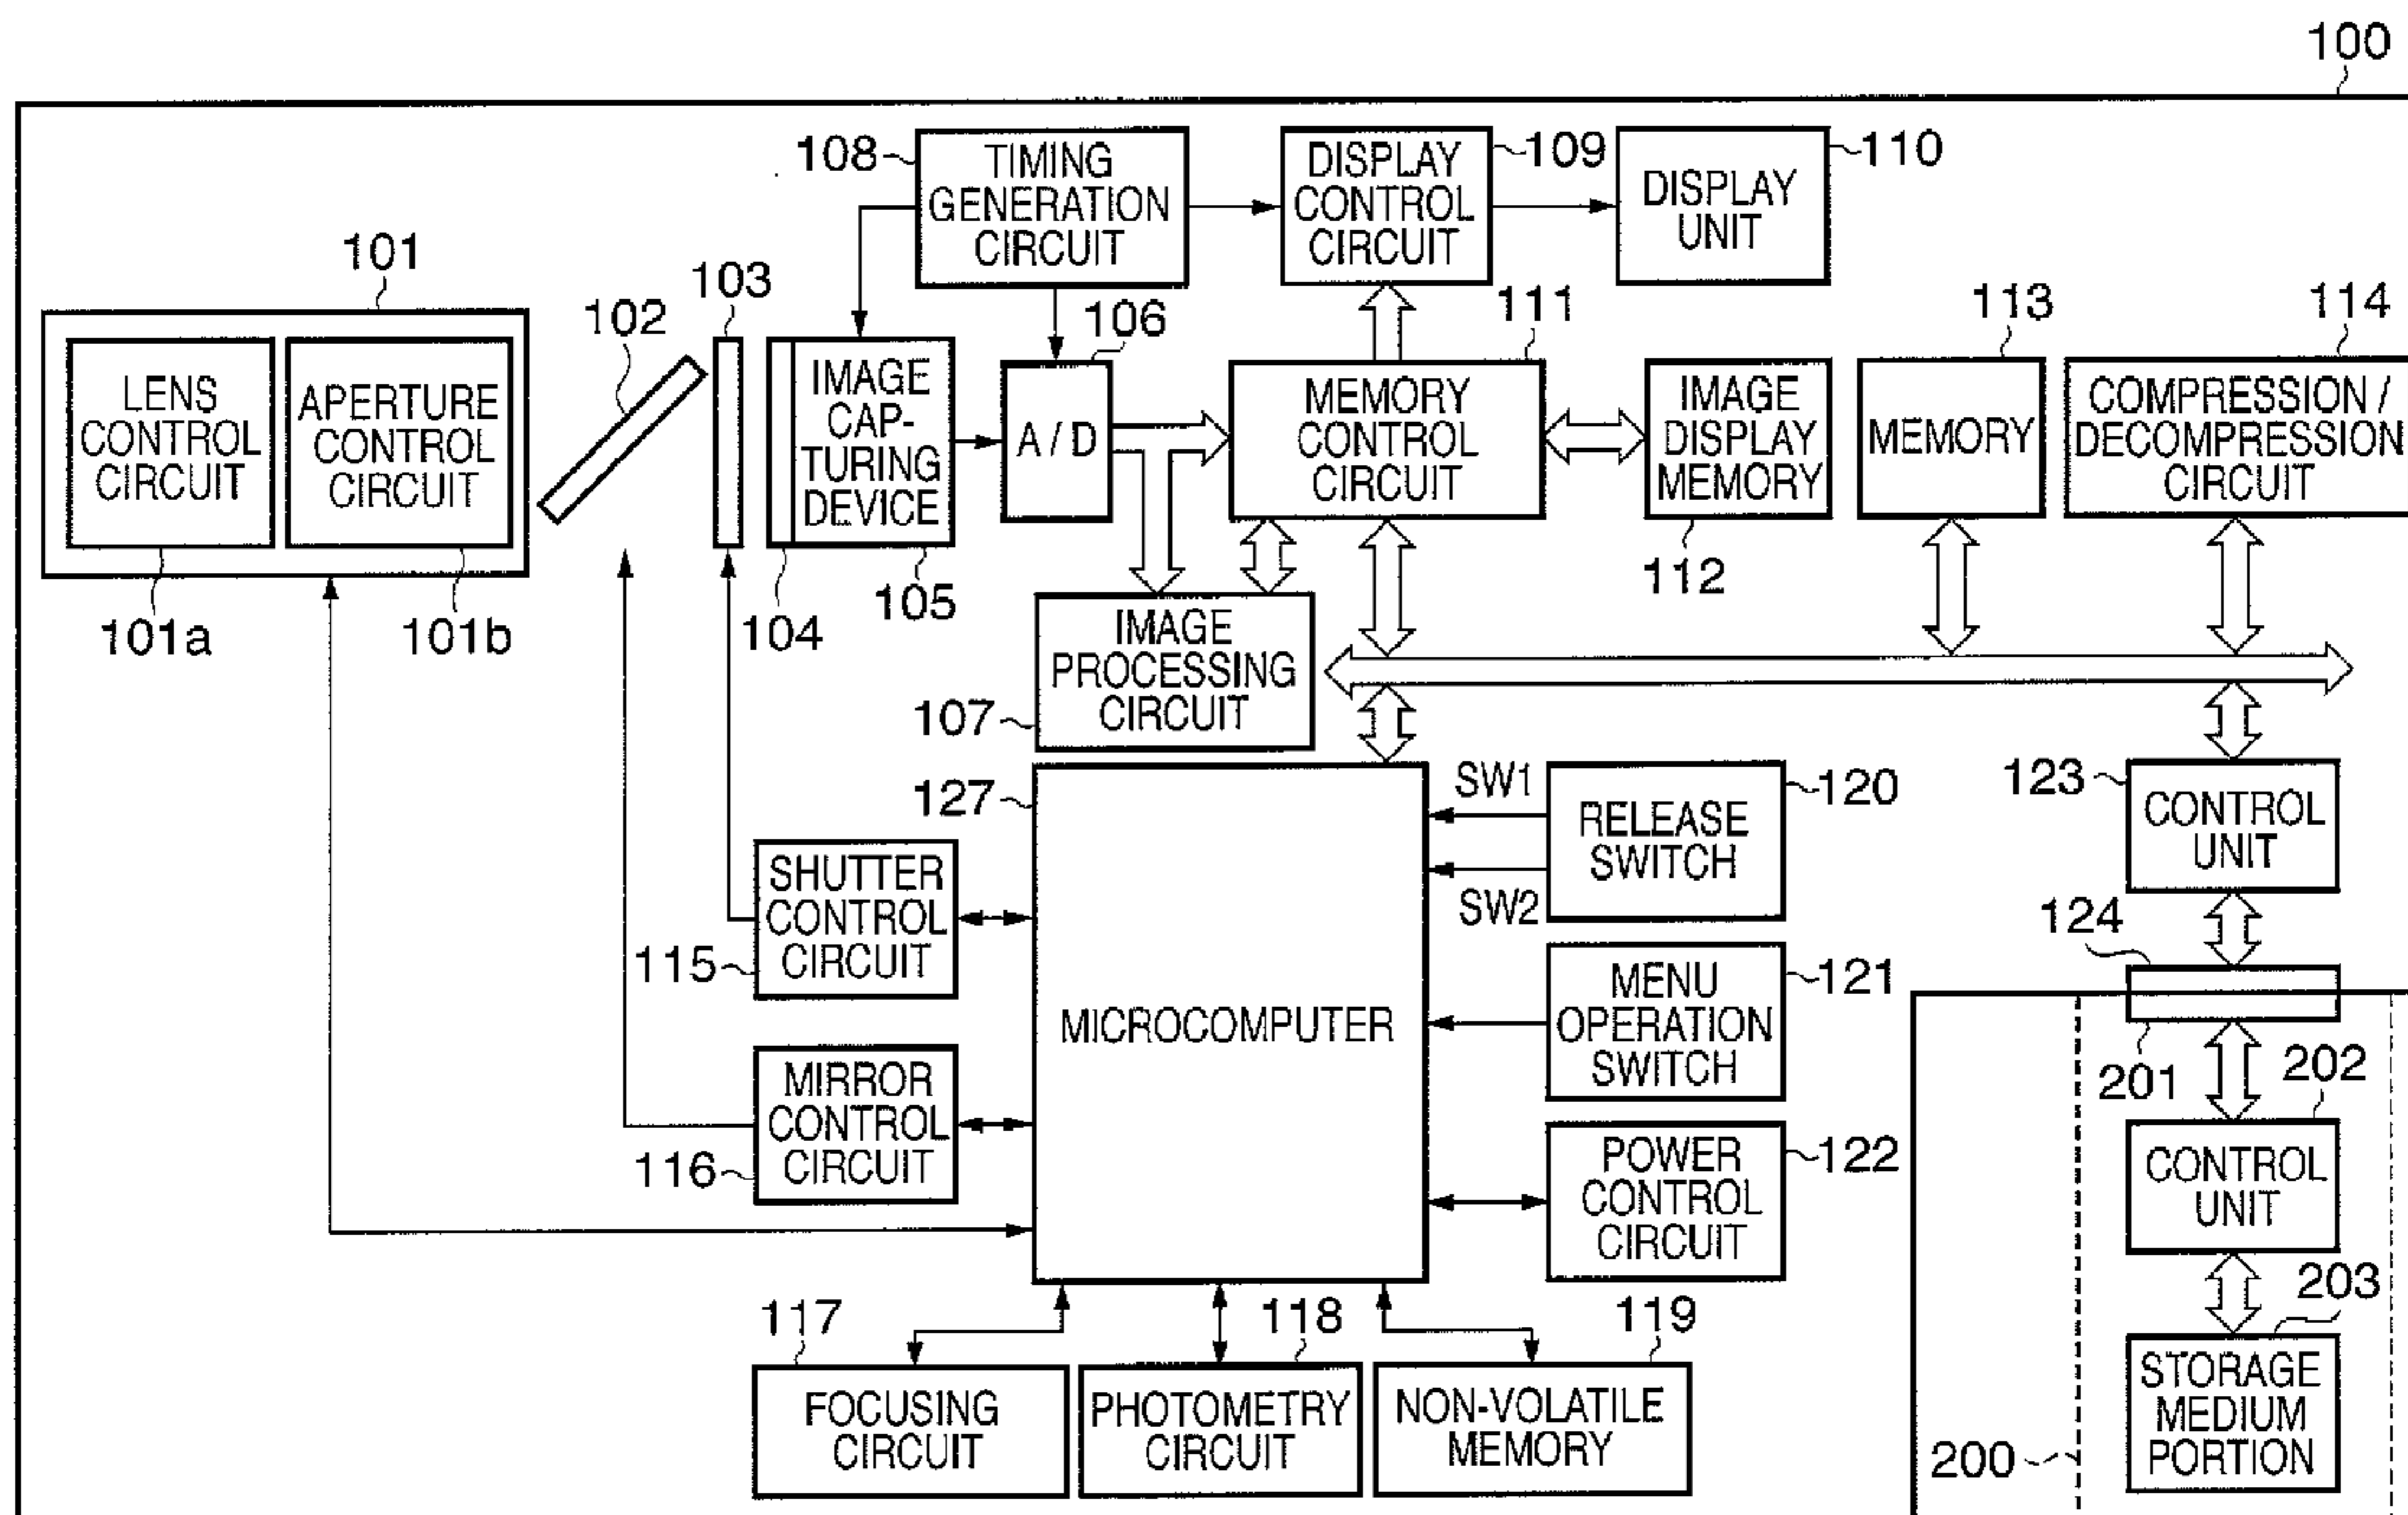 100
108
TIMING
GENERATION
CIRCUIT
DISPLAY
CONTROL
CIRCUIT
109
DISPLAY
UNIT
110
101
LENS
CONTROL
CIRCUIT
APERTURE
CONTROL
CIRCUIT
101a
101b
102
103
IMAGE
CAP-
TURING
DEVICE
104
105
106
A / D
111
MEMORY
CONTROL
CIRCUIT
IMAGE
DISPLAY
MEMORY
112
113
MEMORY
114
COMPRESSION /
DECOMPRESSION
CIRCUIT
IMAGE
PROCESSING
CIRCUIT
107
127
MICROCOMPUTER
SW1
SW2
RELEASE
SWITCH
120
123
CONTROL
UNIT
SHUTTER
CONTROL
CIRCUIT
115
MENU
OPERATION
SWITCH
121
124
201
202
MIRROR
CONTROL
CIRCUIT
116
POWER
CONTROL
CIRCUIT
122
CONTROL
UNIT
203
117
FOCUSING
CIRCUIT
118
PHOTOMETRY
CIRCUIT
119
NON-VOLATILE
MEMORY
200
STORAGE
MEDIUM
PORTION